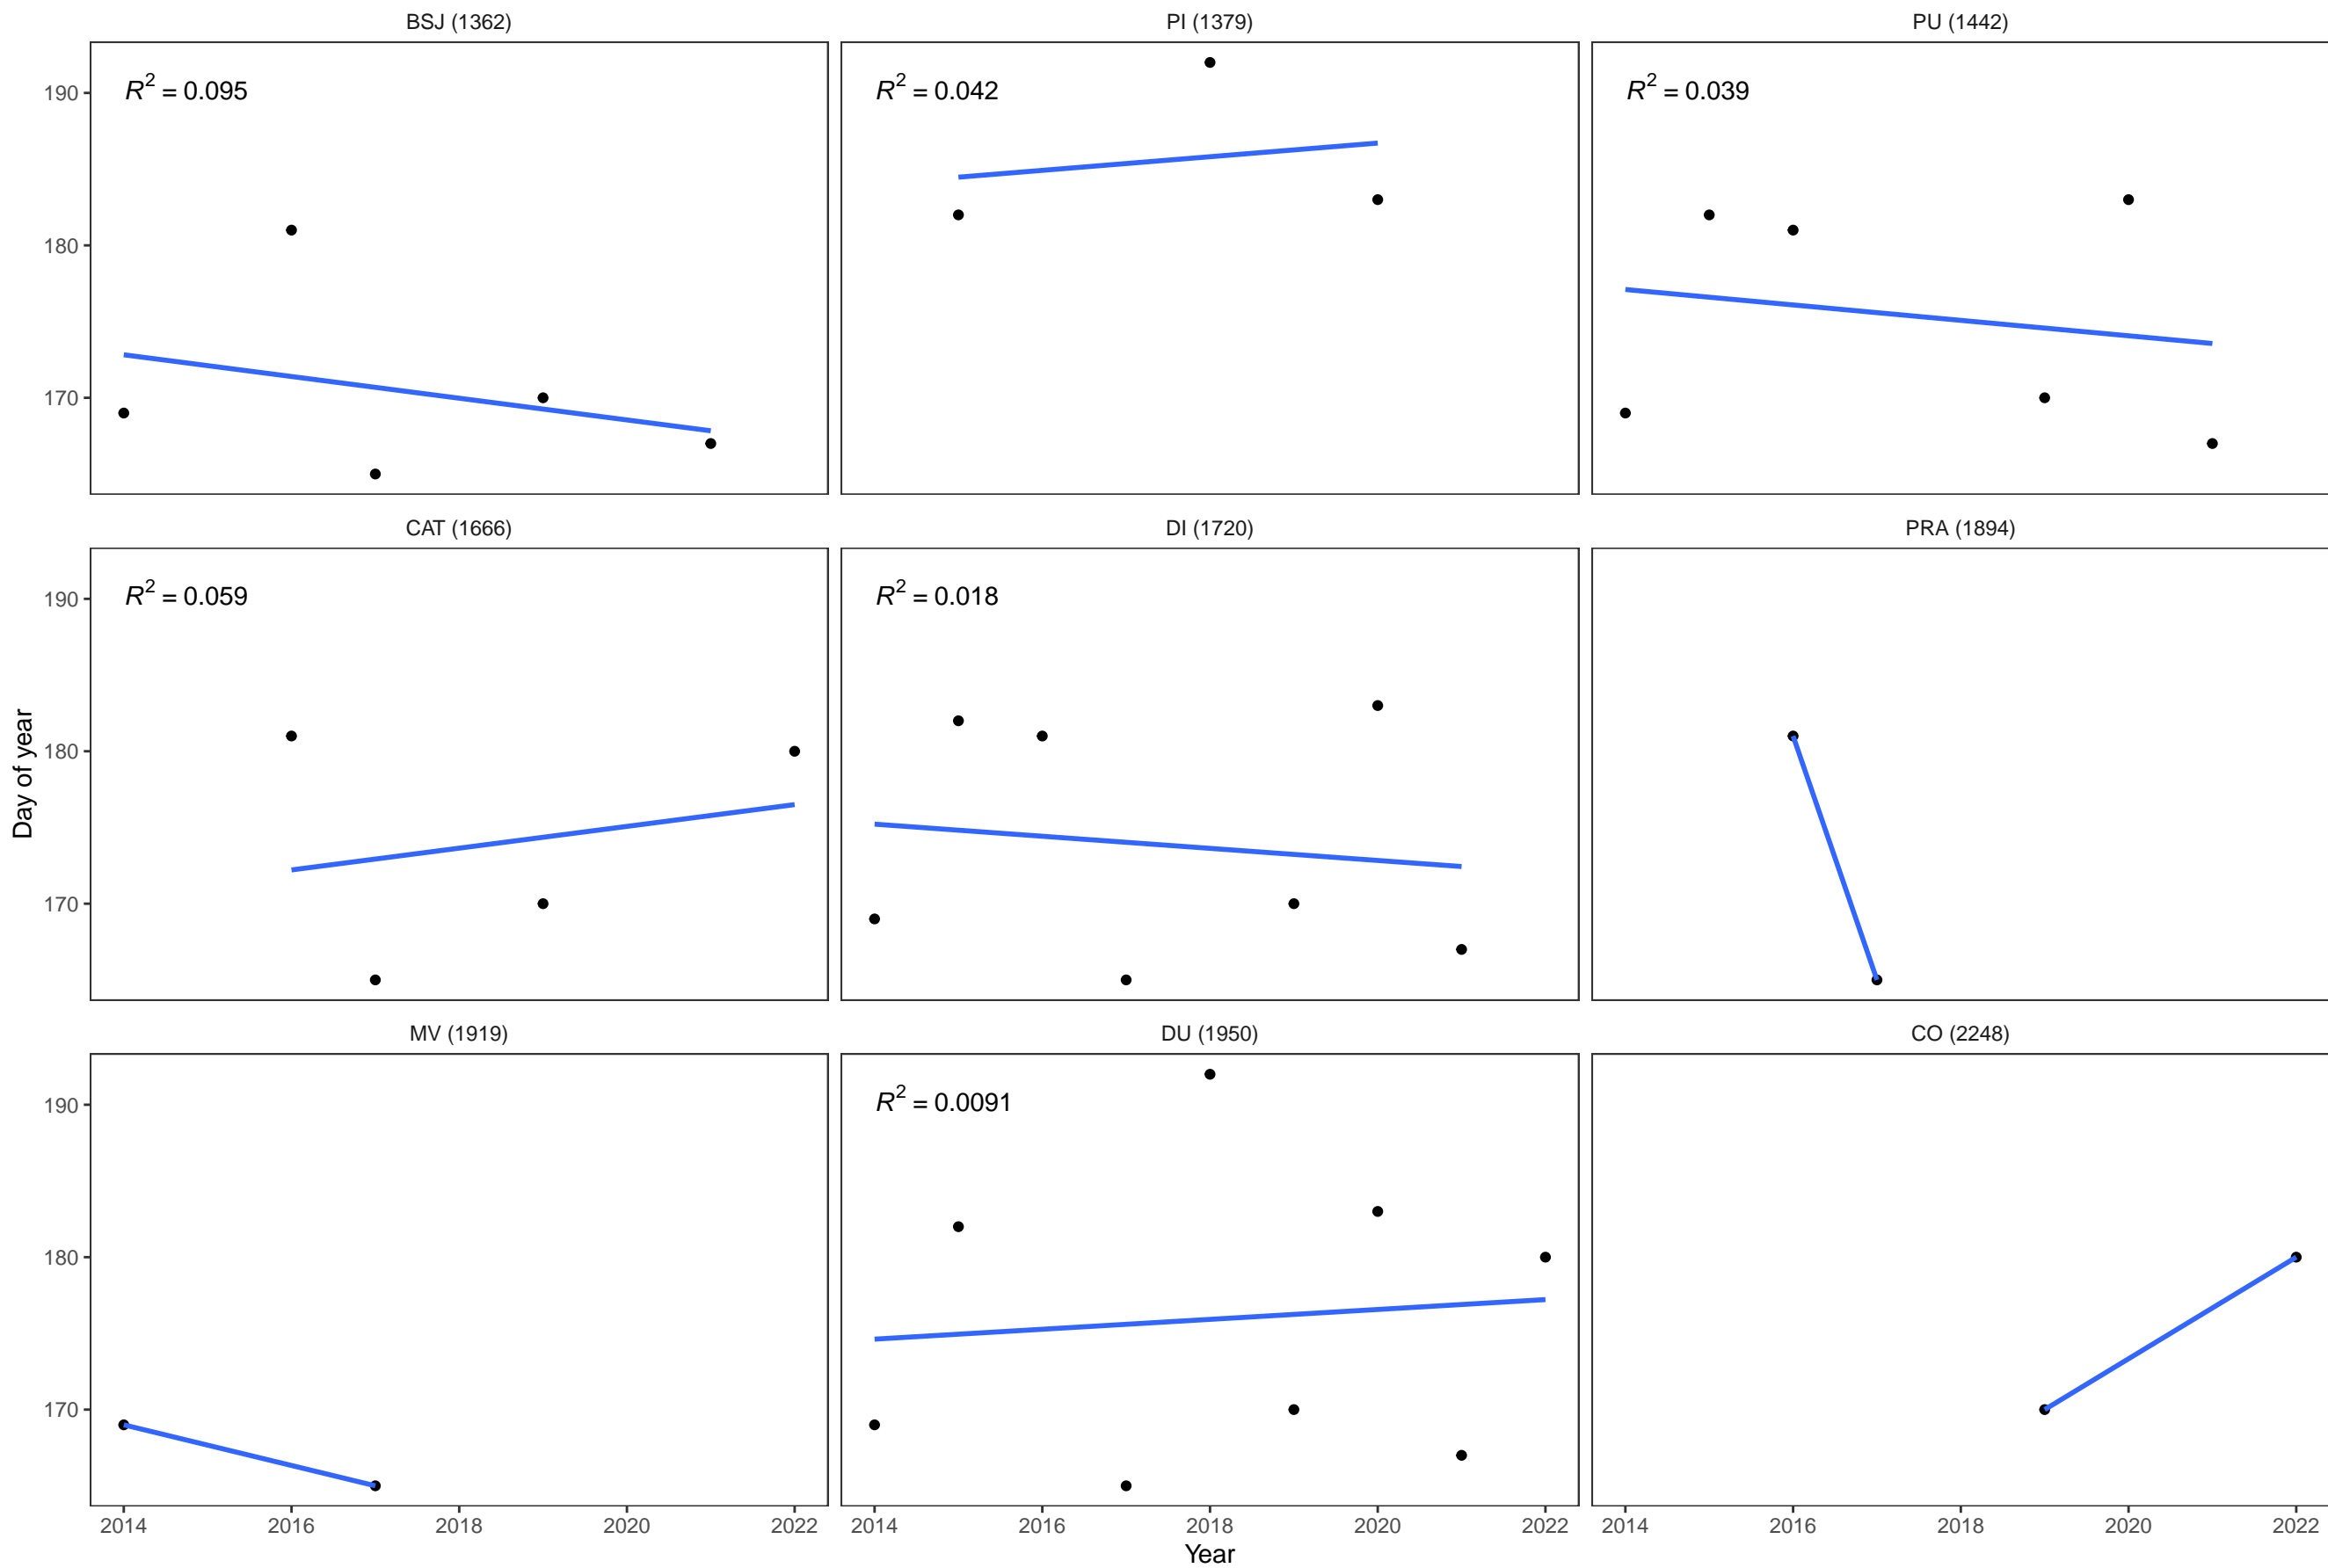 BSJ (1362)
PI (1379)
PU (1442)
R² = 0.095
R² = 0.042
R² = 0.039
190
180
170
CAT (1666)
DI (1720)
PRA (1894)
R² = 0.059
R² = 0.018
190
180
170
Day of year
MV (1919)
DU (1950)
CO (2248)
R² = 0.0091
190
180
170
2014 2016 2018 2020 2022
2014 2016 2018 2020 2022
2014 2016 2018 2020 2022
Year